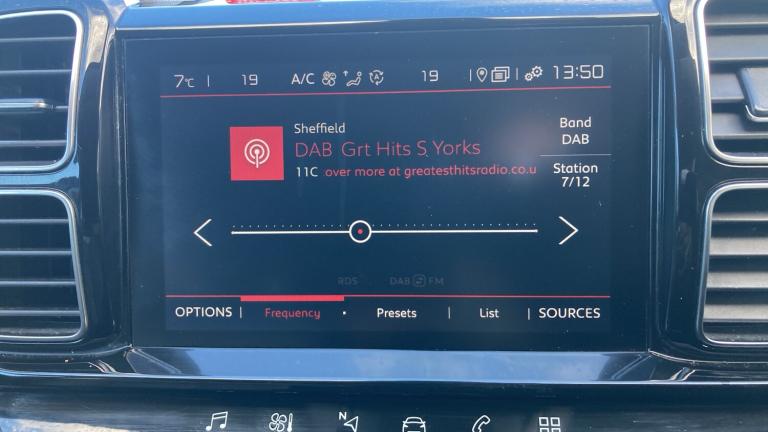 7°C | 19 A/C 19 | | 13:50
Sheffield
DAB Grt Hits S Yorks
11C over more at greatesthitsradio.co.u
Band
DAB
Station
7/12
RDS DAB FM
OPTIONS | Frequency • Presets | List | SOURCES
N